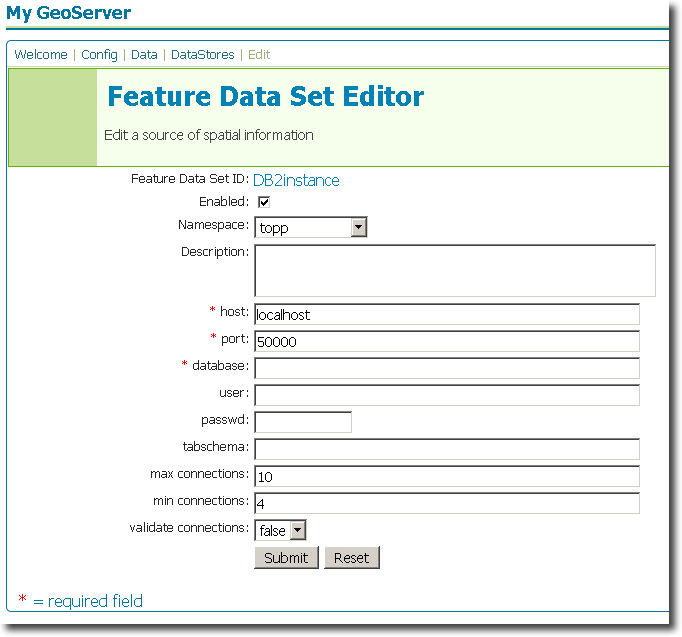 My GeoServer
Welcome | Config | Data | DataStores | Edit
Feature Data Set Editor
Edit a source of spatial information
Feature Data Set ID: DB2instance
Enabled:
Namespace: topp
Description:
* host: localhost
* port: 50000
* database:
user:
passwd:
tabschema:
max connections: 10
min connections: 4
validate connections: false
Submit Reset
* = required field